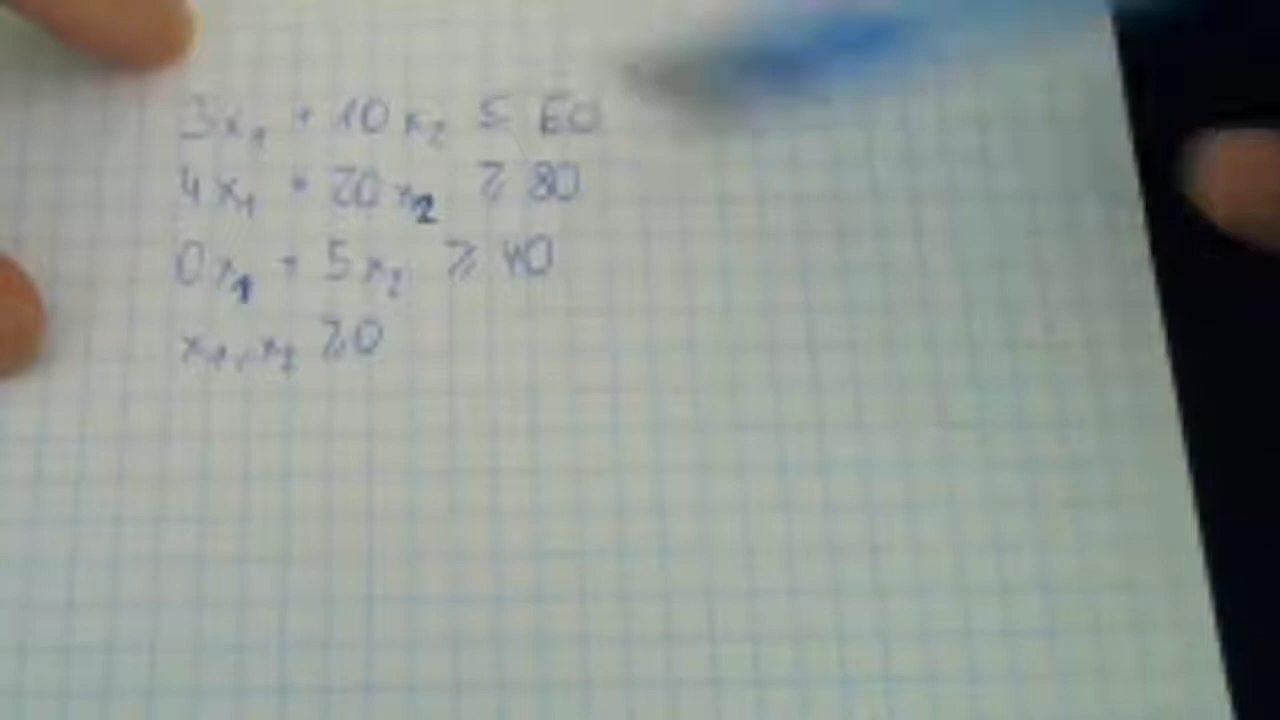 3x₁ + 10x₂ ≤ 60
4x₁ + 20x₂ ≥ 80
0x₁ + 5x₂ ≥ 40
x₁, x₂ ≥ 0